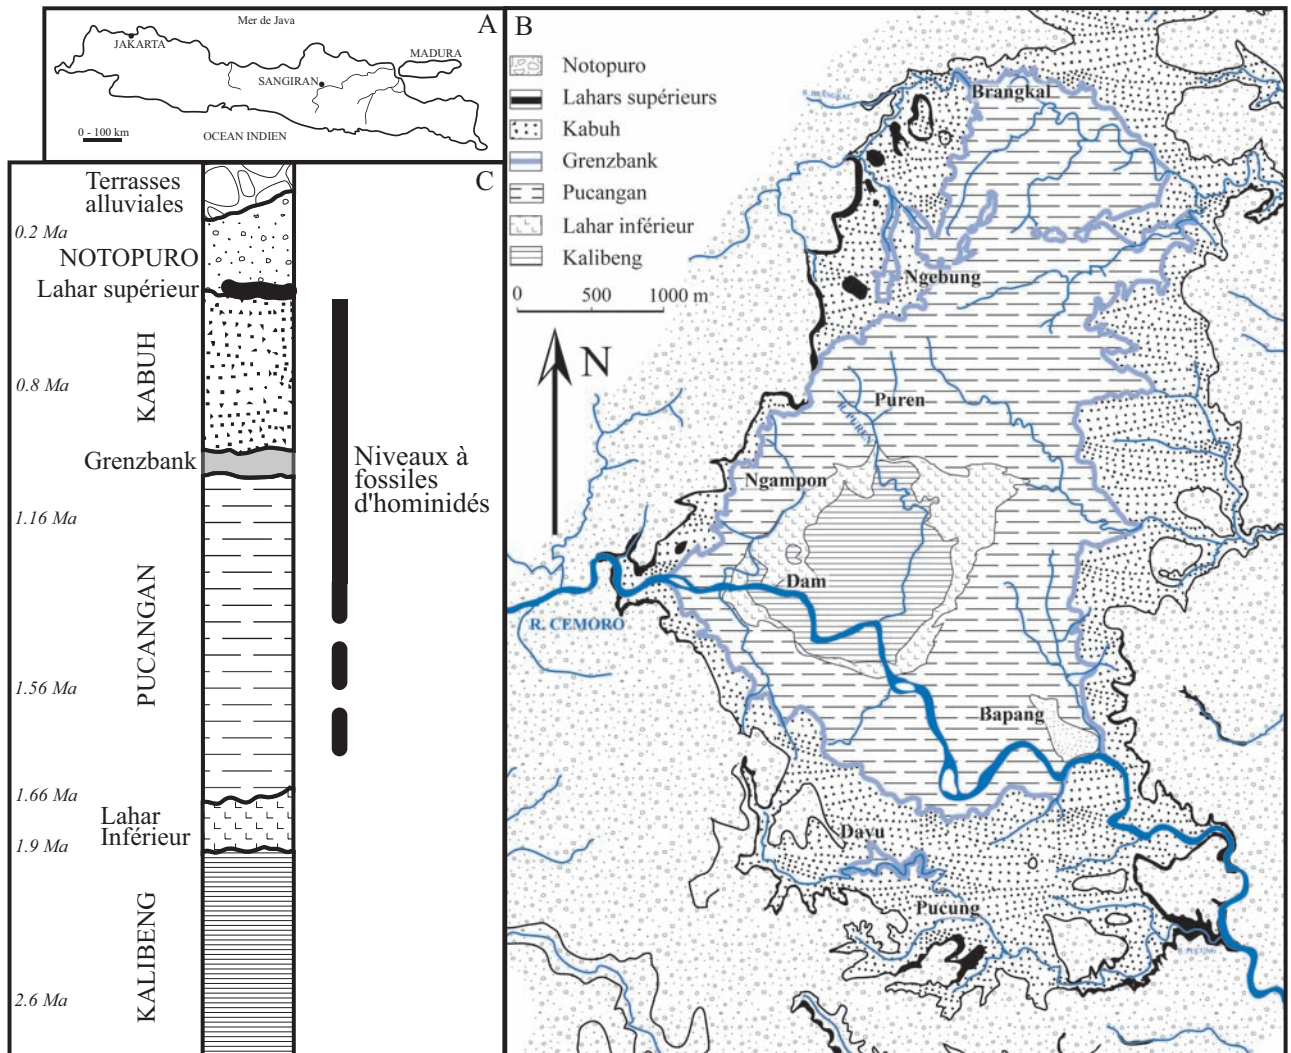 A
Mer de Java
JAKARTA
MADURA
SANGIRAN
0 - 100 km
OCEAN INDIEN
B
Notopuro
Lahars supérieurs
Kabuh
Grenzbank
Pucangan
Lahar inférieur
Kalibeng
0 500 1000 m
N
R. BRANGKAL
Brangkal
Ngebung
Puren
R. PUREN
Ngampon
Dam
R. CEMORO
Bapang
Dayu
Pucung
C
Terrasses
alluviales
0.2 Ma
NOTOPURO
Lahar supérieur
KABUH
0.8 Ma
Grenzbank
Niveaux à
fossiles
d'hominidés
1.16 Ma
PUCANGAN
1.56 Ma
1.66 Ma
Lahar
Inférieur
1.9 Ma
KALIBENG
2.6 Ma